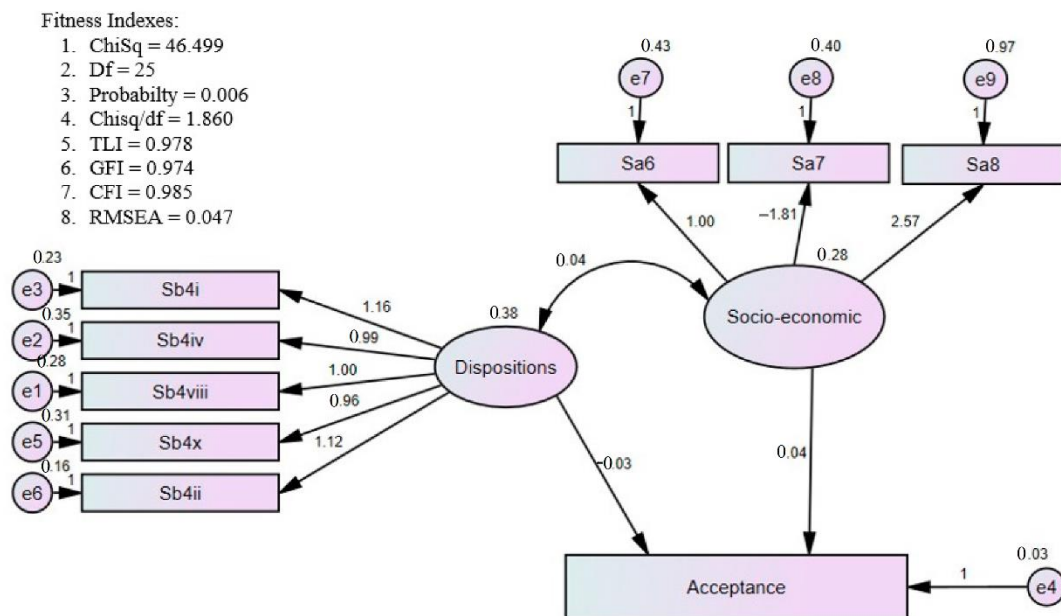 Fitness Indexes:
1. ChiSq = 46.499
2. Df = 25
3. Probabilty = 0.006
4. Chisq/df = 1.860
5. TLI = 0.978
6. GFI = 0.974
7. CFI = 0.985
8. RMSEA = 0.047
0.43
0.40
0.97
e7
e8
e9
1
1
1
Sa6
Sa7
Sa8
1.00
–1.81
2.57
0.28
Socio-economic
0.04
0.38
Dispositions
0.23
e3
1
Sb4i
1.16
0.35
e2
1
Sb4iv
0.99
0.28
e1
1
Sb4viii
1.00
0.31
e5
1
Sb4x
0.96
0.16
e6
1
Sb4ii
1.12
–0.03
0.04
Acceptance
1
0.03
e4